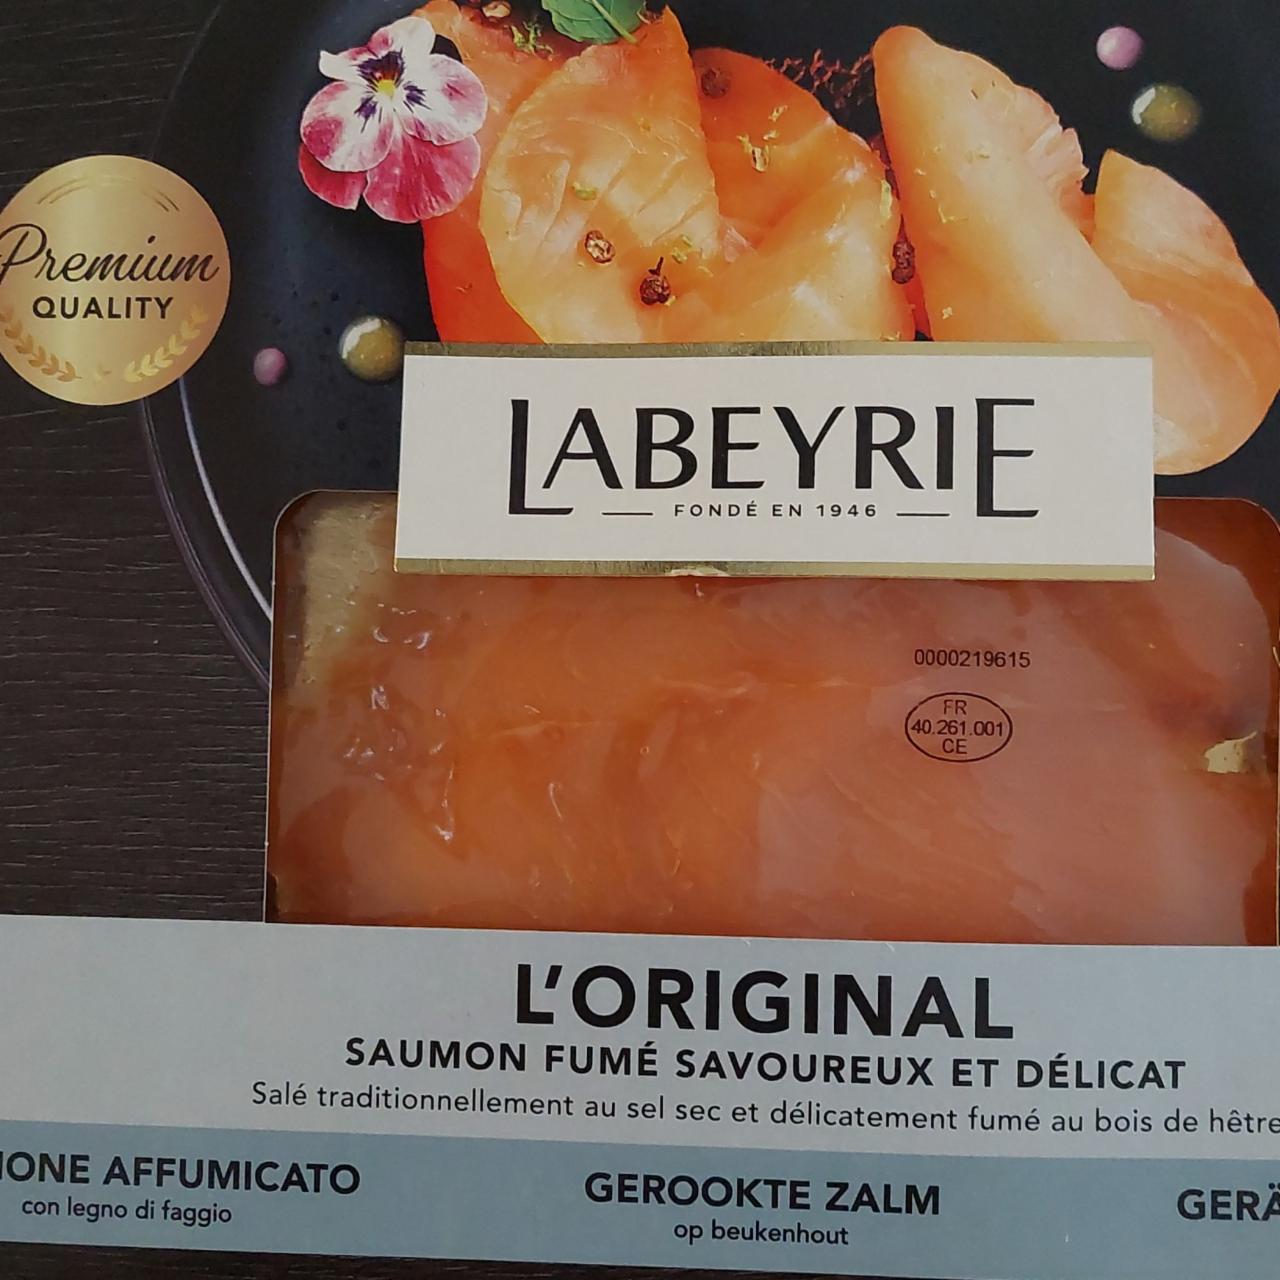 Premium
QUALITY
LABEYRIE
FONDÉ EN 1946
0000219615
FR
40.261.001
CE
L'ORIGINAL
SAUMON FUMÉ SAVOUREUX ET DÉLICAT
Salé traditionnellement au sel sec et délicatement fumé au bois de hêtre
IONE AFFUMICATO
con legno di faggio
GEROOKTE ZALM
op beukenhout
GERÄ